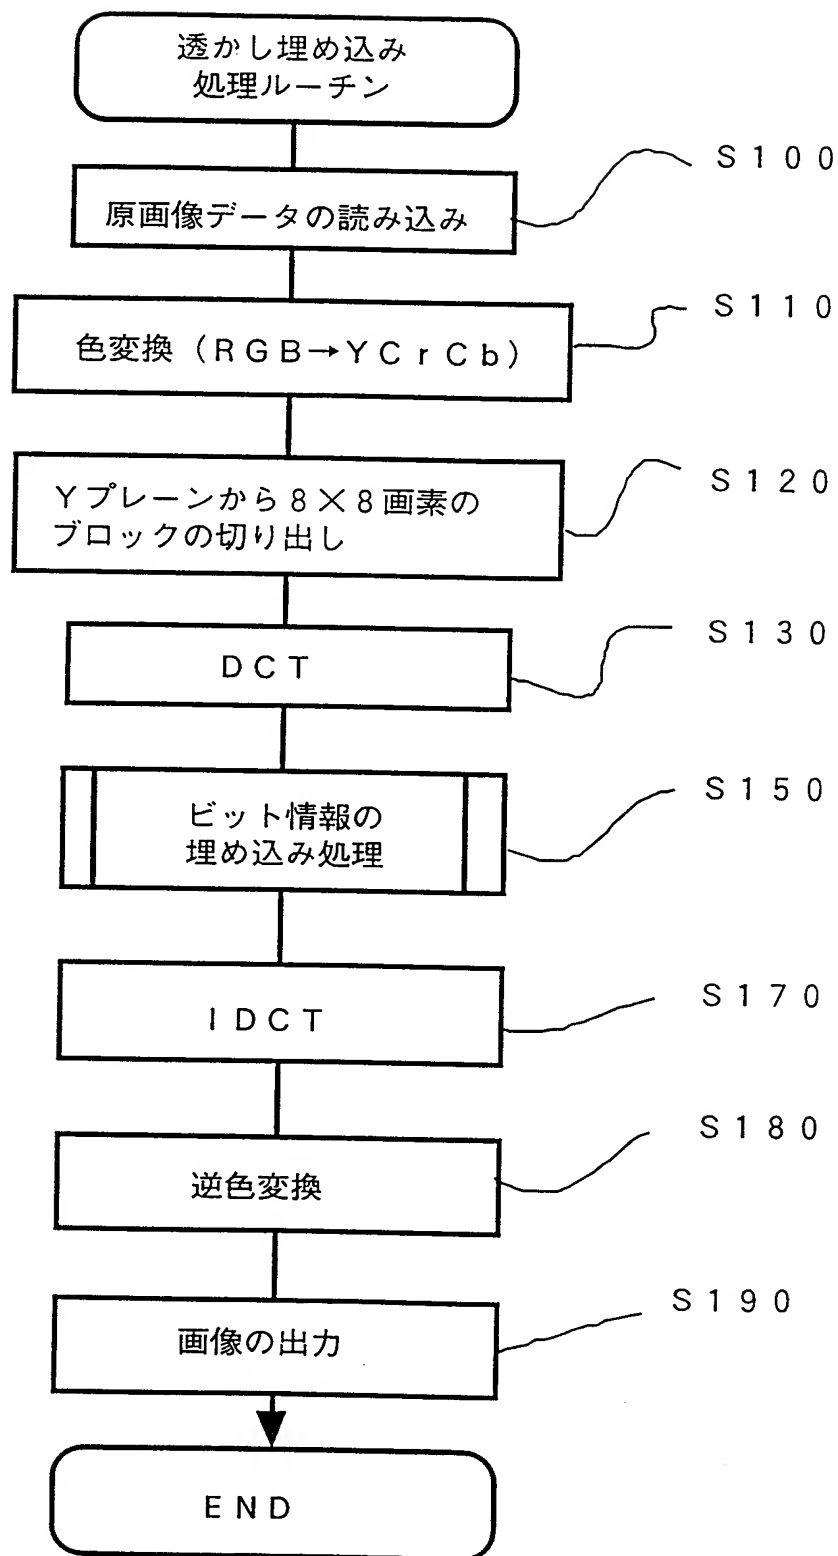 透かし埋め込み
処理ルーチン
S100
原画像データの読み込み
S110
色変換（RGB→YCrCb）
S120
Yプレーンから8×8画素の
ブロックの切り出し
S130
DCT
S150
ビット情報の
埋め込み処理
S170
IDCT
S180
逆色変換
S190
画像の出力
END